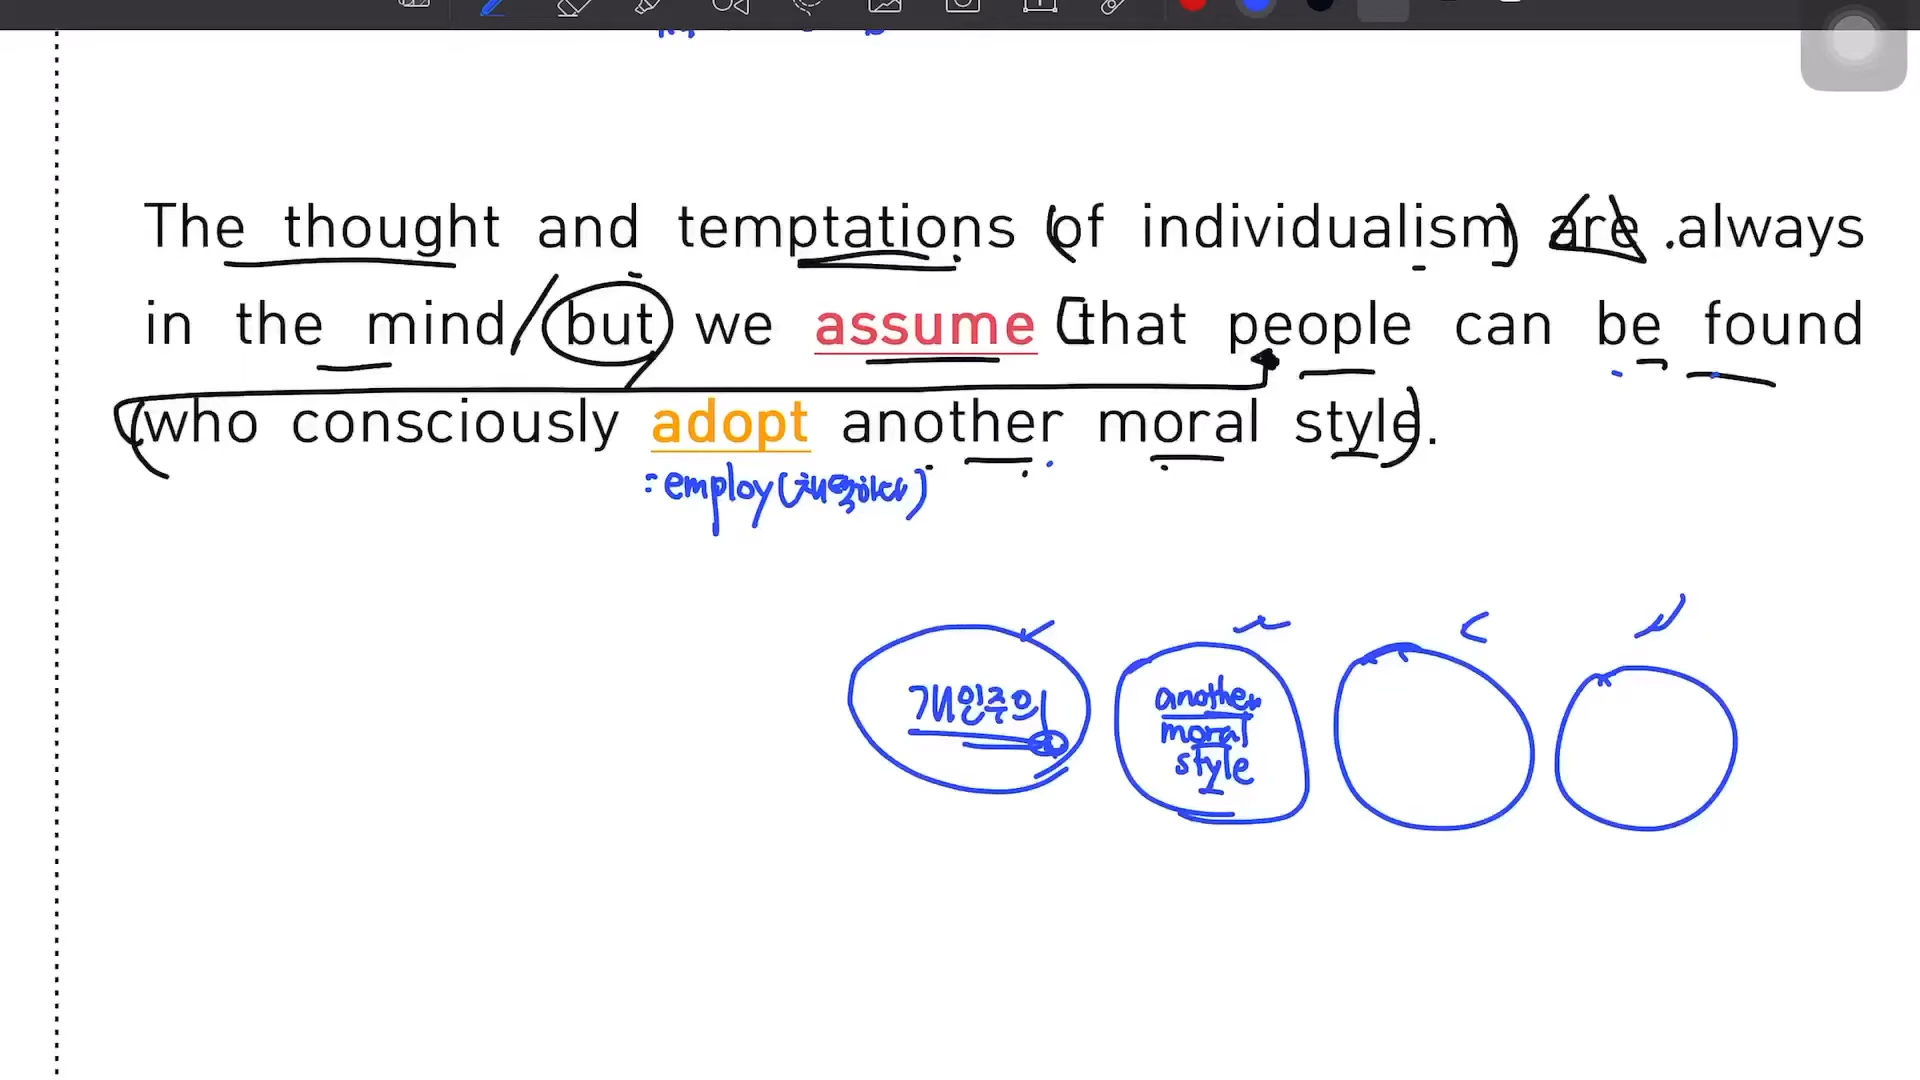 The thought and temptations (of individualism) are always
in the mind / but we assume [that people can be found
(who consciously adopt another moral style).
: employ (채택하다)
개인주의
another
moral
style